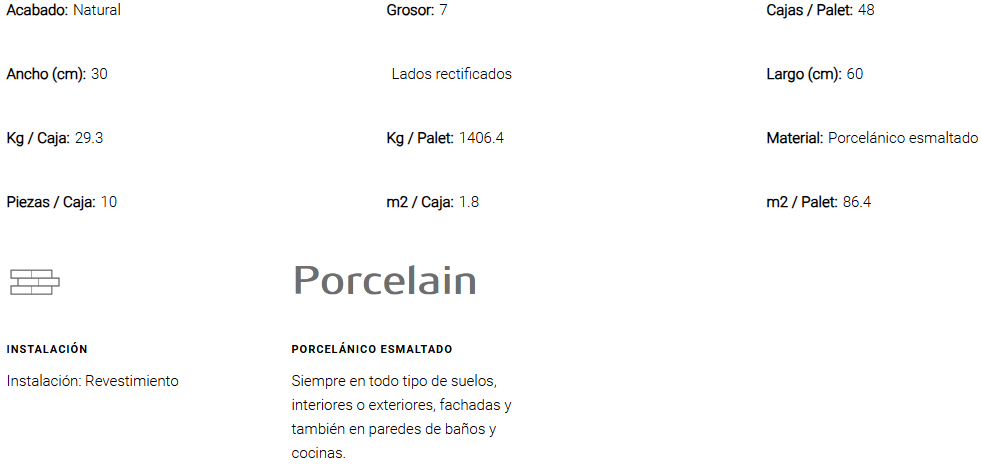 Acabado: Natural
Grosor: 7
Cajas / Palet: 48
Ancho (cm): 30
Lados rectificados
Largo (cm): 60
Kg / Caja: 29.3
Kg / Palet: 1406.4
Material: Porcelánico esmaltado
Piezas / Caja: 10
m2 / Caja: 1.8
m2 / Palet: 86.4
Porcelain
INSTALACIÓN
Instalación: Revestimiento
PORCELÁNICO ESMALTADO
Siempre en todo tipo de suelos,
interiores o exteriores, fachadas y
también en paredes de baños y
cocinas.